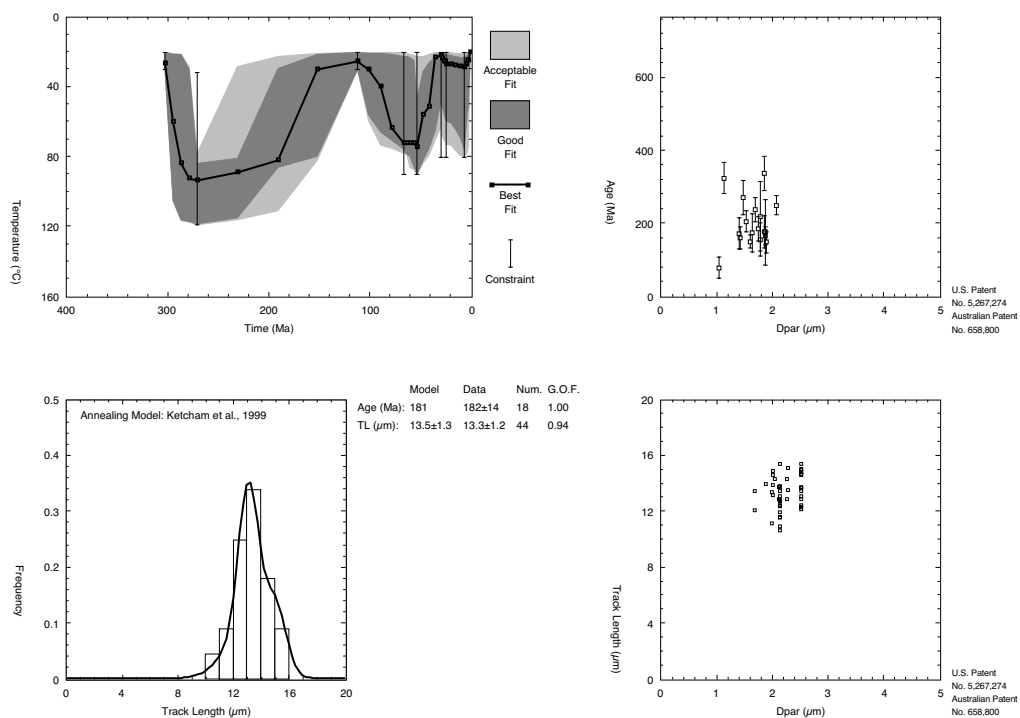 0
40
80
120
160
Temperature (°C)
400
300
200
100
0
Time (Ma)
Acceptable
Fit
Good
Fit
Best
Fit
Constraint
0
200
400
600
Age (Ma)
0
1
2
3
4
5
Dpar (µm)
U.S. Patent
No. 5,267,274
Australian Patent
No. 658,800
0.5
0.4
0.3
0.2
0.1
0
Frequency
Annealing Model: Ketcham et al., 1999
0
4
8
12
16
20
Track Length (µm)
Model Data Num. G.O.F.
Age (Ma): 181 182±14 18 1.00
TL (µm): 13.5±1.3 13.3±1.2 44 0.94
20
16
12
8
4
0
Track Length (µm)
0
1
2
3
4
5
Dpar (µm)
U.S. Patent
No. 5,267,274
Australian Patent
No. 658,800